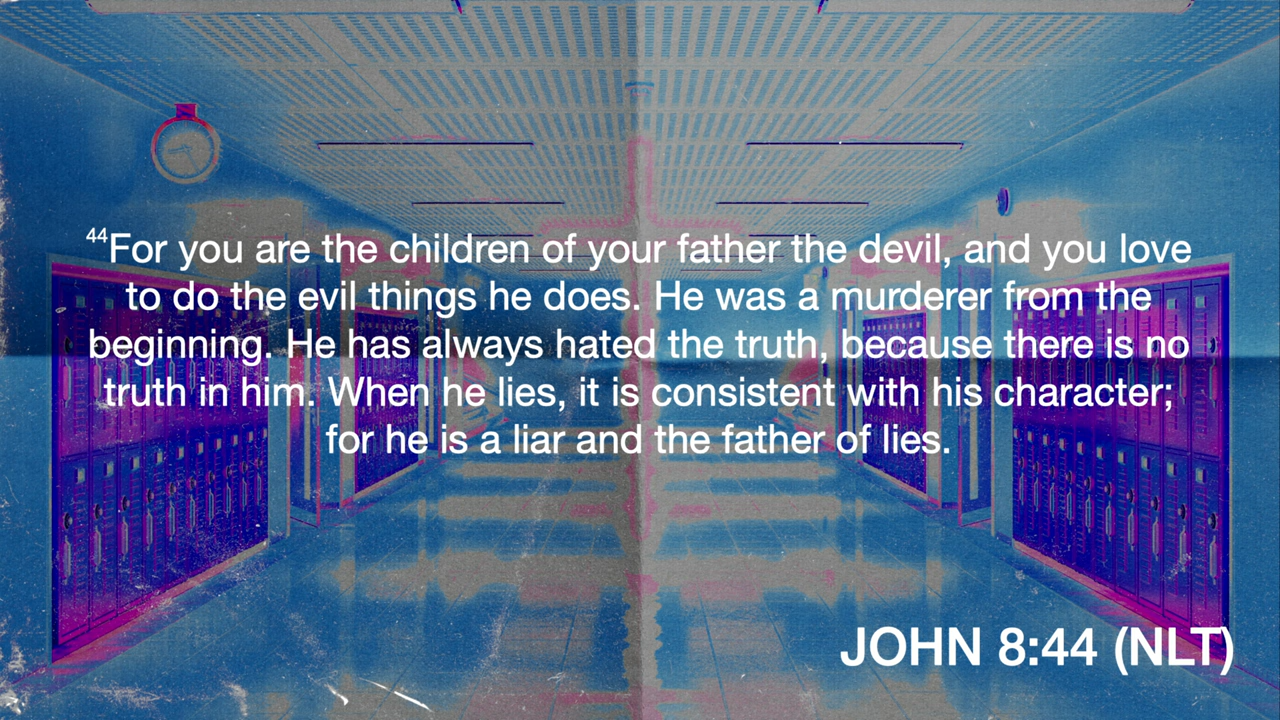 ⁴⁴For you are the children of your father the devil, and you love
to do the evil things he does. He was a murderer from the
beginning. He has always hated the truth, because there is no
truth in him. When he lies, it is consistent with his character;
for he is a liar and the father of lies.
JOHN 8:44 (NLT)